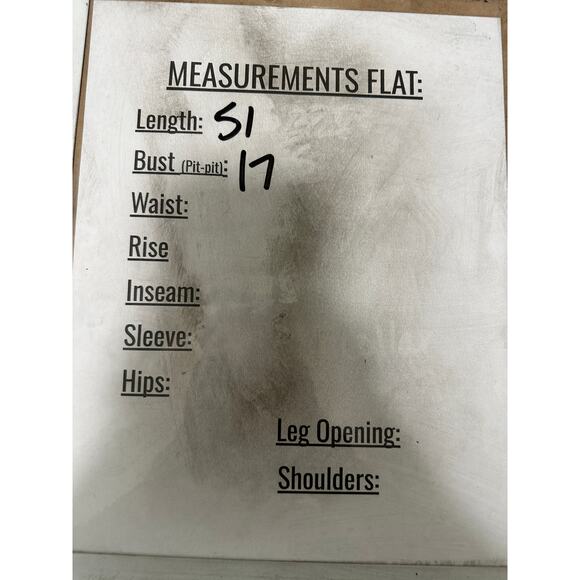 MEASUREMENTS FLAT:
Length: 51
Bust (Pit-pit): 17
Waist:
Rise
Inseam:
Sleeve:
Hips:
Leg Opening:
Shoulders: